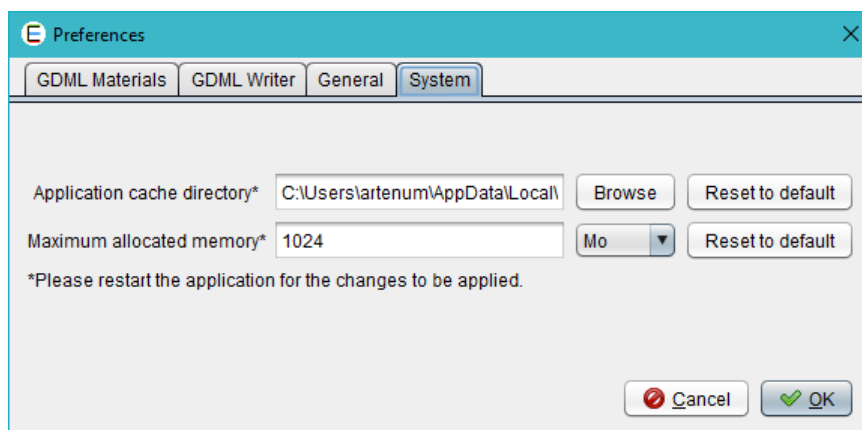 E Preferences
GDML Materials GDML Writer General System
Application cache directory* C:\Users\artenum\AppData\Local\ Browse Reset to default
Maximum allocated memory* 1024 Mo Reset to default
*Please restart the application for the changes to be applied.
Cancel OK